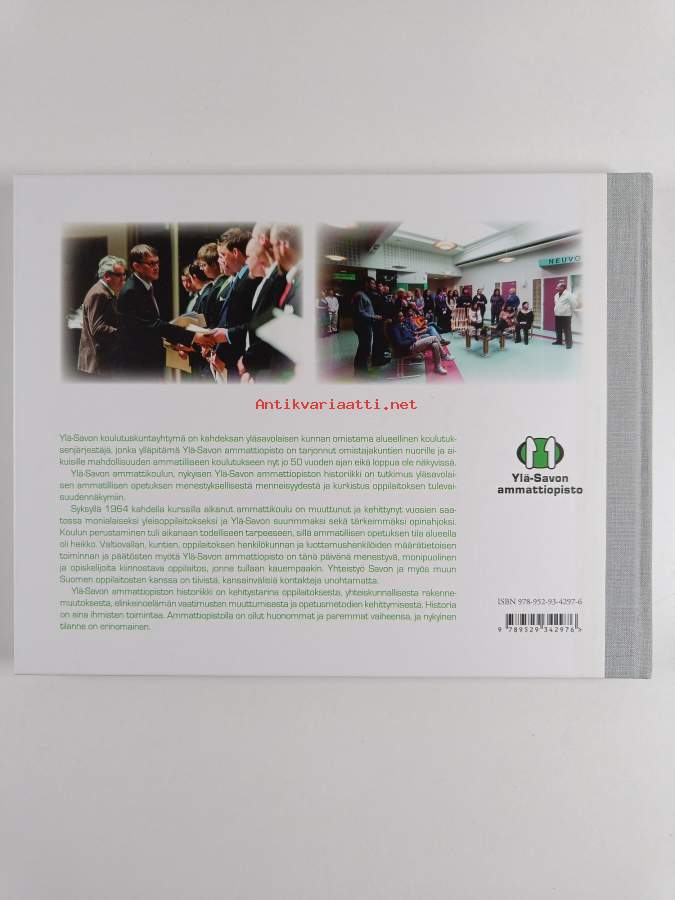 NEUVO
Antikvariaatti.net
Ylä-Savon koulutuskuntayhtymä on kahdeksan yläsavolaisen kunnan omistama alueellinen koulutuk-
senjärjestäjä, jonka ylläpitämä Ylä-Savon ammattiopisto on tarjonnut omistajakuntien nuorille ja ai-
kuisille mahdollisuuden ammatilliseen koulutukseen nyt jo 50 vuoden ajan eikä loppua ole näkyvissä.
Ylä-Savon ammattikoulun, nykyisen Ylä-Savon ammattiopiston historiikki on tutkimus yläsavolai-
sen ammatillisen opetuksen menestyksellisestä menneisyydestä ja kurkistus oppilaitoksen tulevai-
suudennäkymiin.
Syksyllä 1964 kahdella kurssilla alkanut ammattikoulu on muuttunut ja kehittynyt vuosien saa-
tossa monialaiseksi yleisoppilaitokseksi ja Ylä-Savon suurimmaksi sekä tärkeimmäksi opinahjoksi.
Koulun perustaminen tuli aikanaan todelliseen tarpeeseen, sillä ammatillisen opetuksen tila alueella
oli heikko. Valtiovallan, kuntien, oppilaitoksen henkilökunnan ja luottamushenkilöiden määrätietoisen
toiminnan ja päätösten myötä Ylä-Savon ammattiopisto on tänä päivänä menestyvä, monipuolinen
ja opiskelijoita kiinnostava oppilaitos, jonne tullaan kauempaakin. Yhteistyö Savon ja myös muun
Suomen oppilaitosten kanssa on tiivistä, kansainvälisiä kontakteja unohtamatta.
Ylä-Savon ammattiopiston historiikki on kehitystarina oppilaitoksesta, yhteiskunnallisesta rakenne-
muutoksesta, elinkeinoelämän vaatimusten muuttumisesta ja opetusmetodien kehittymisestä. Historia
on aina ihmisten toimintaa. Ammattiopistolla on ollut huonommat ja paremmat vaiheensa, ja nykyinen
tilanne on erinomainen.
Ylä-Savon
ammattiopisto
ISBN 978-952-93-4297-6
9 789529 342976 >